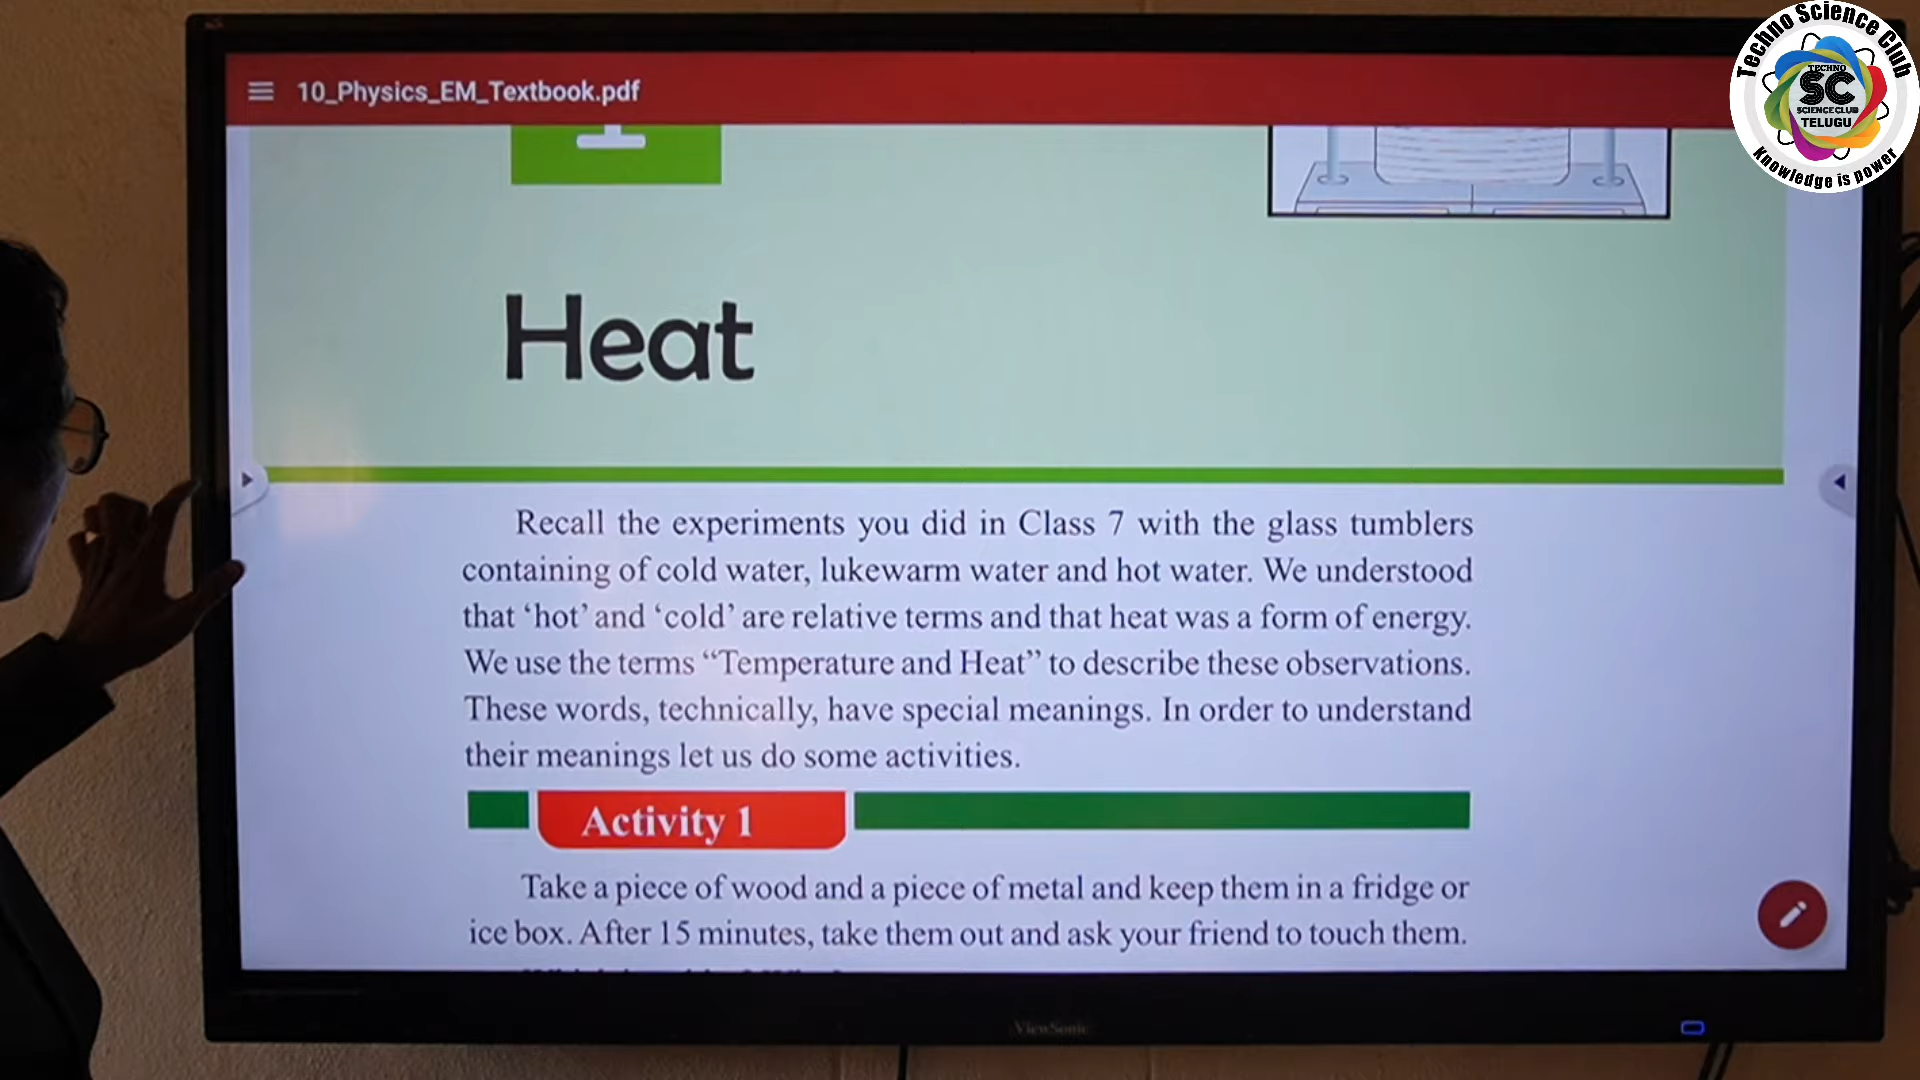 10_Physics_EM_Textbook.pdf
Techno Science Club
TECHNO
SC
SCIENCE CLUB
TELUGU
Knowledge is power
Heat
Recall the experiments you did in Class 7 with the glass tumblers
containing of cold water, lukewarm water and hot water. We understood
that ‘hot’ and ‘cold’ are relative terms and that heat was a form of energy.
We use the terms “Temperature and Heat” to describe these observations.
These words, technically, have special meanings. In order to understand
their meanings let us do some activities.
Activity 1
Take a piece of wood and a piece of metal and keep them in a fridge or
ice box. After 15 minutes, take them out and ask your friend to touch them.
ViewSonic